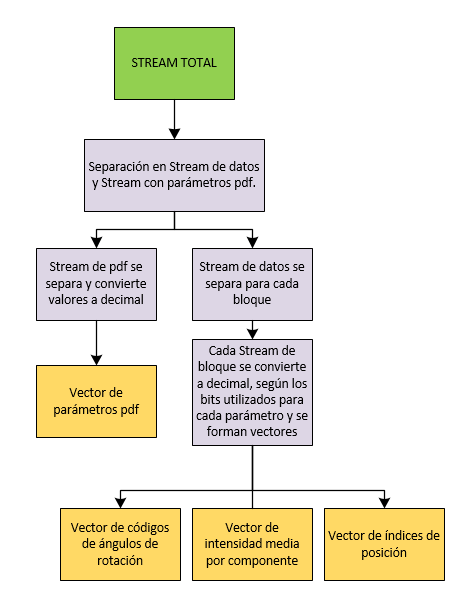 STREAM TOTAL
Separación en Stream de datos
y Stream con parámetros pdf.
Stream de pdf se
separa y convierte
valores a decimal
Stream de datos se
separa para cada
bloque
Vector de
parámetros pdf
Cada Stream de
bloque se convierte
a decimal, según los
bits utilizados para
cada parámetro y se
forman vectores
Vector de códigos
de ángulos de
rotación
Vector de
intensidad media
por componente
Vector de índices de
posición